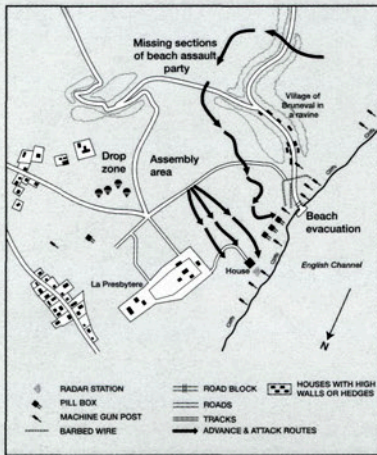 Missing sections
of beach assault
party
Village of
Bruneval in
a ravine
Drop
zone
Assembly
area
Beach
evacuation
La Presbytere
House
English Channel
Cliffs
Cliffs
Cliffs
Cliffs
N
RADAR STATION
PILL BOX
MACHINE GUN POST
BARBED WIRE
ROAD BLOCK
ROADS
TRACKS
ADVANCE & ATTACK ROUTES
HOUSES WITH HIGH
WALLS OR HEDGES